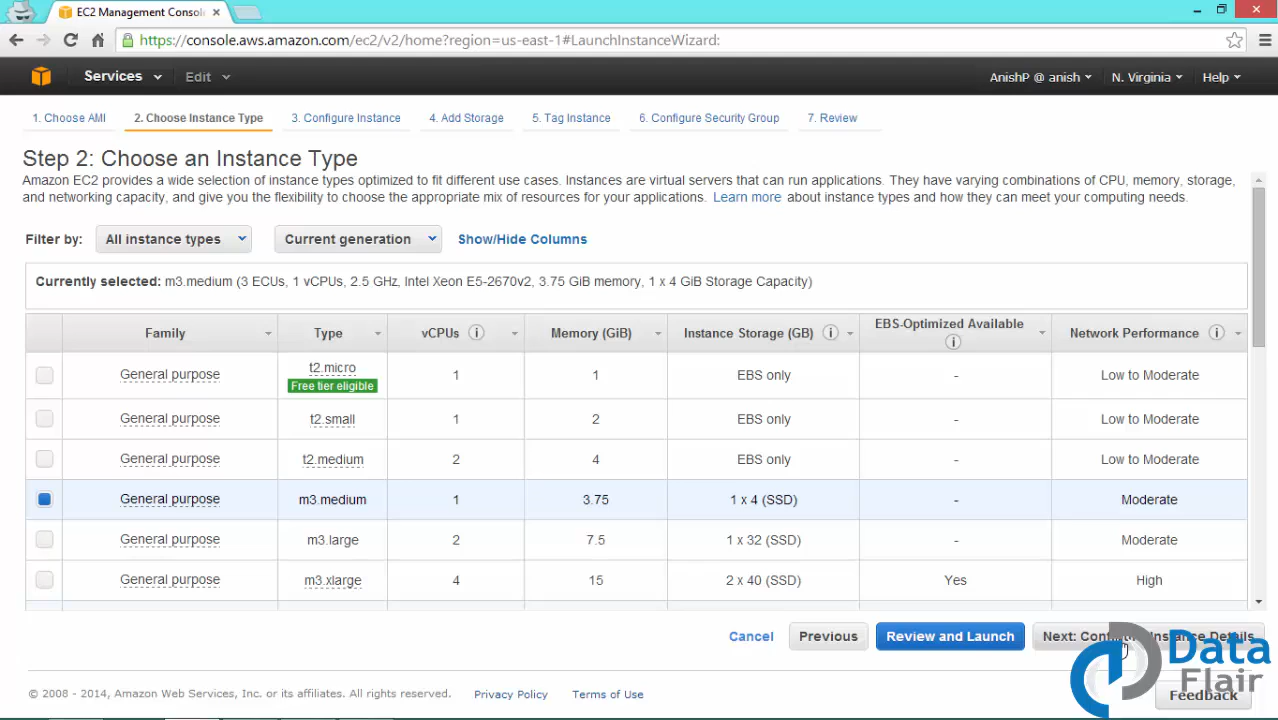 EC2 Management Consol
https://console.aws.amazon.com/ec2/v2/home?region=us-east-1#LaunchInstanceWizard:
Services Edit AnishP @ anish N. Virginia Help
1. Choose AMI 2. Choose Instance Type 3. Configure Instance 4. Add Storage 5. Tag Instance 6. Configure Security Group 7. Review
Step 2: Choose an Instance Type
Amazon EC2 provides a wide selection of instance types optimized to fit different use cases. Instances are virtual servers that can run applications. They have varying combinations of CPU, memory, storage,
and networking capacity, and give you the flexibility to choose the appropriate mix of resources for your applications. Learn more about instance types and how they can meet your computing needs.
Filter by: All instance types Current generation Show/Hide Columns
Currently selected: m3.medium (3 ECUs, 1 vCPUs, 2.5 GHz, Intel Xeon E5-2670v2, 3.75 GiB memory, 1 x 4 GiB Storage Capacity)
Family Type vCPUs Memory (GiB) Instance Storage (GB) EBS-Optimized Available Network Performance
General purpose t2.micro 1 1 EBS only - Low to Moderate
Free tier eligible
General purpose t2.small 1 2 EBS only - Low to Moderate
General purpose t2.medium 2 4 EBS only - Low to Moderate
General purpose m3.medium 1 3.75 1 x 4 (SSD) - Moderate
General purpose m3.large 2 7.5 1 x 32 (SSD) - Moderate
General purpose m3.xlarge 4 15 2 x 40 (SSD) Yes High
Cancel Previous Review and Launch Next: Instance Details
Data
Flair
© 2008 - 2014, Amazon Web Services, Inc. or its affiliates. All rights reserved. Privacy Policy Terms of Use Feedback